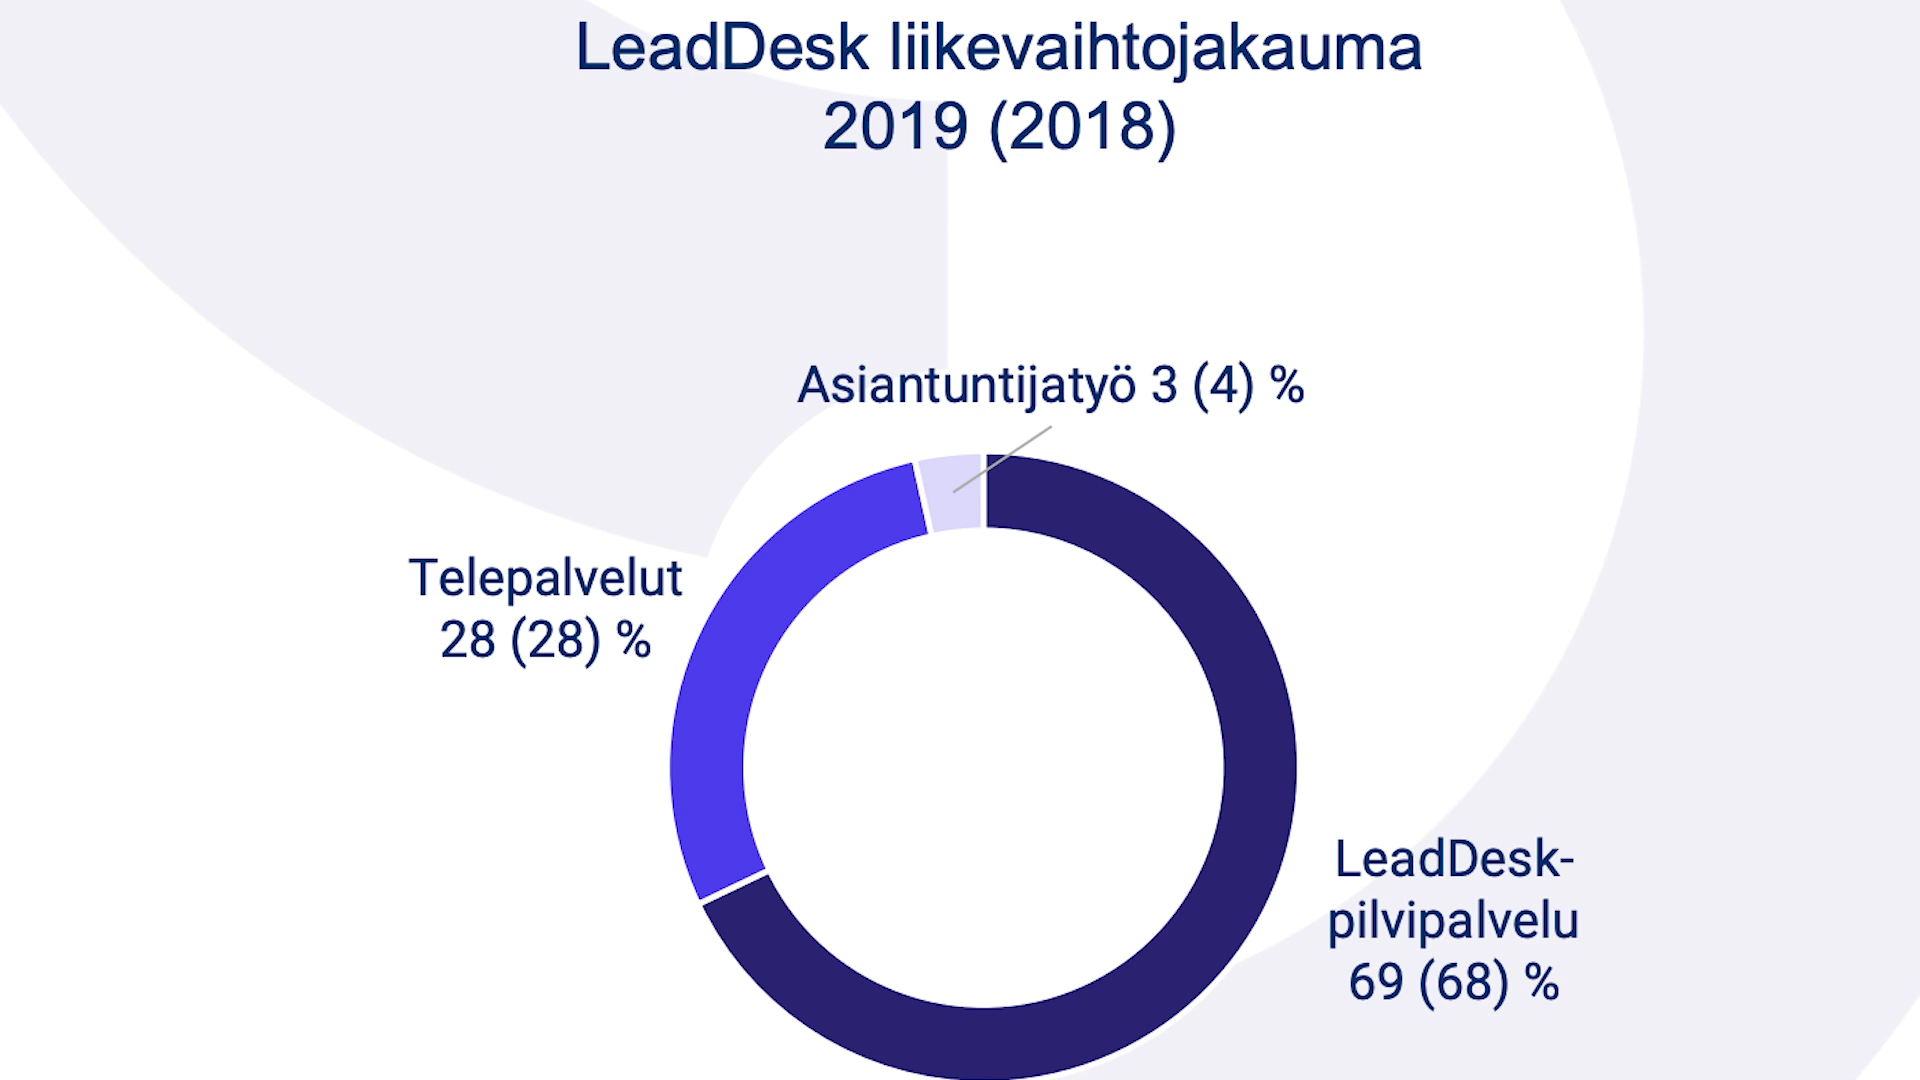 LeadDesk liikevaihtojakauma
2019 (2018)
Asiantuntijatyö 3 (4) %
Telepalvelut
28 (28) %
LeadDesk-
pilvipalvelu
69 (68) %